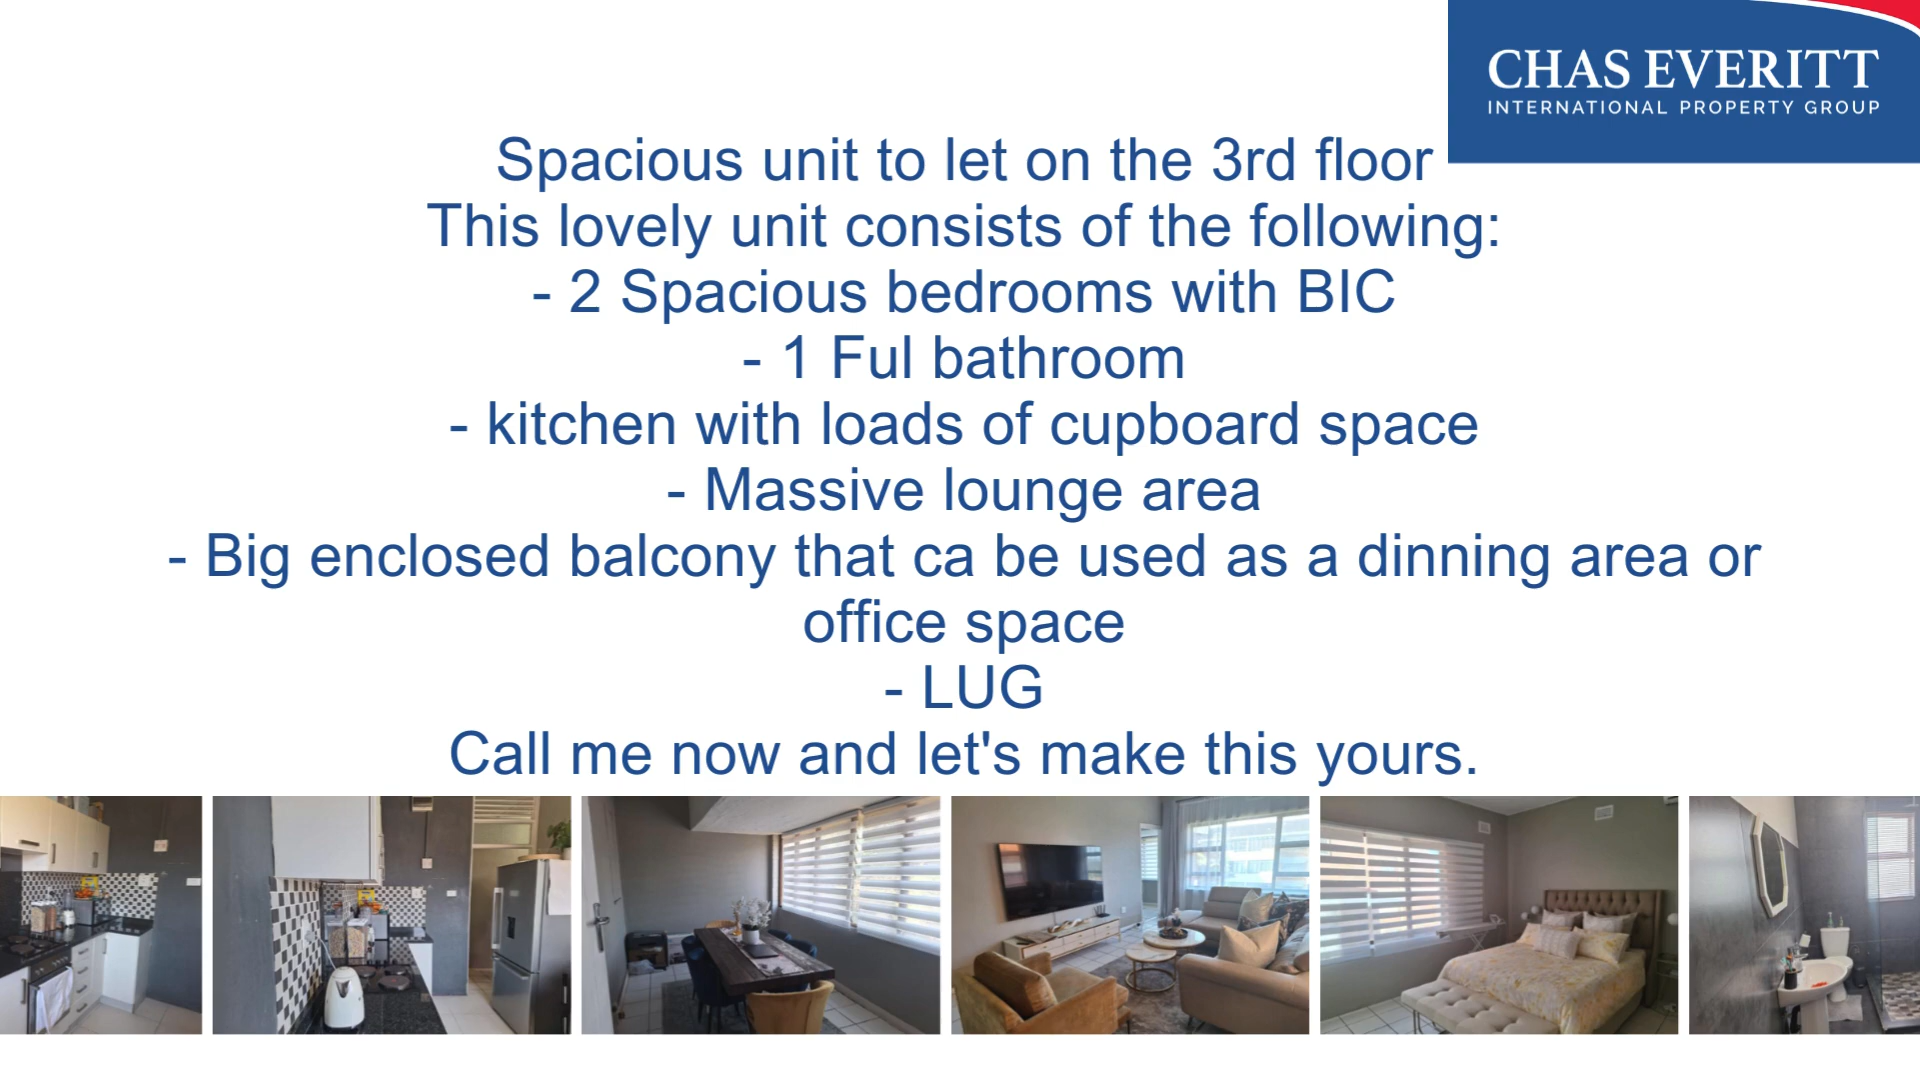 CHAS EVERITT
INTERNATIONAL PROPERTY GROUP
Spacious unit to let on the 3rd floor
This lovely unit consists of the following:
- 2 Spacious bedrooms with BIC
- 1 Ful bathroom
- kitchen with loads of cupboard space
- Massive lounge area
- Big enclosed balcony that ca be used as a dinning area or
office space
- LUG
Call me now and let's make this yours.